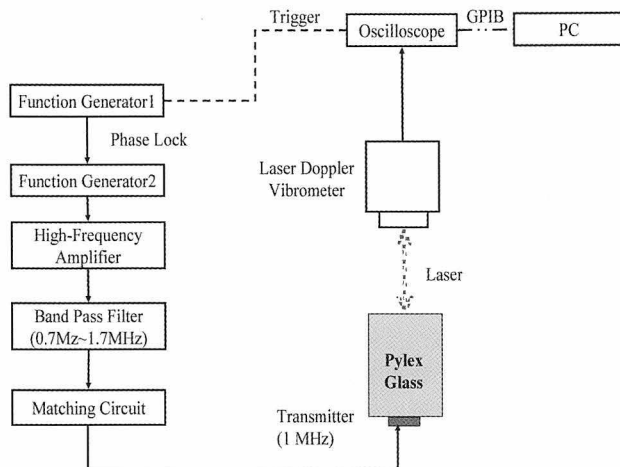 Trigger
Oscilloscope
GPIB
PC
Function Generator1
Phase Lock
Function Generator2
High-Frequency
Amplifier
Band Pass Filter
(0.7Mz~1.7MHz)
Matching Circuit
Laser Doppler
Vibrometer
Laser
Pylex
Glass
Transmitter
(1 MHz)